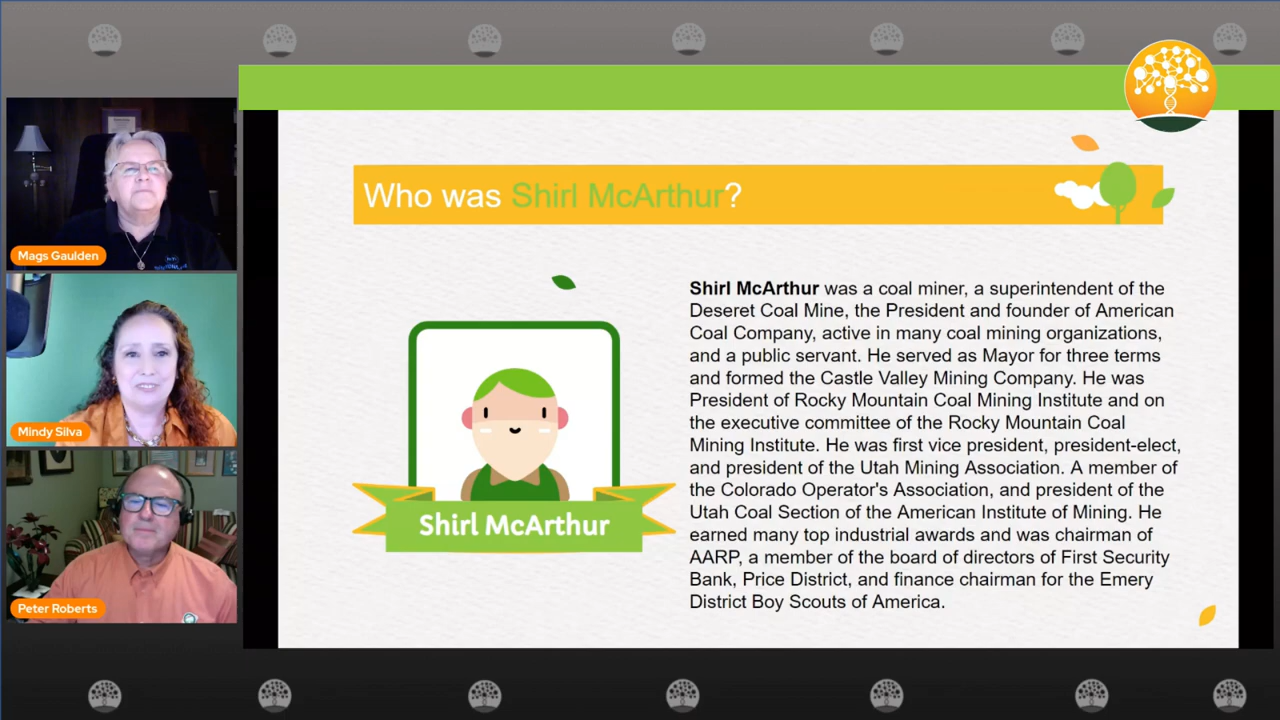 Mags Gaulden
Mindy Silva
Peter Roberts
Who was Shirl McArthur?
Shirl McArthur
Shirl McArthur was a coal miner, a superintendent of the
Deseret Coal Mine, the President and founder of American
Coal Company, active in many coal mining organizations,
and a public servant. He served as Mayor for three terms
and formed the Castle Valley Mining Company. He was
President of Rocky Mountain Coal Mining Institute and on
the executive committee of the Rocky Mountain Coal
Mining Institute. He was first vice president, president-elect,
and president of the Utah Mining Association. A member of
the Colorado Operator's Association, and president of the
Utah Coal Section of the American Institute of Mining. He
earned many top industrial awards and was chairman of
AARP, a member of the board of directors of First Security
Bank, Price District, and finance chairman for the Emery
District Boy Scouts of America.